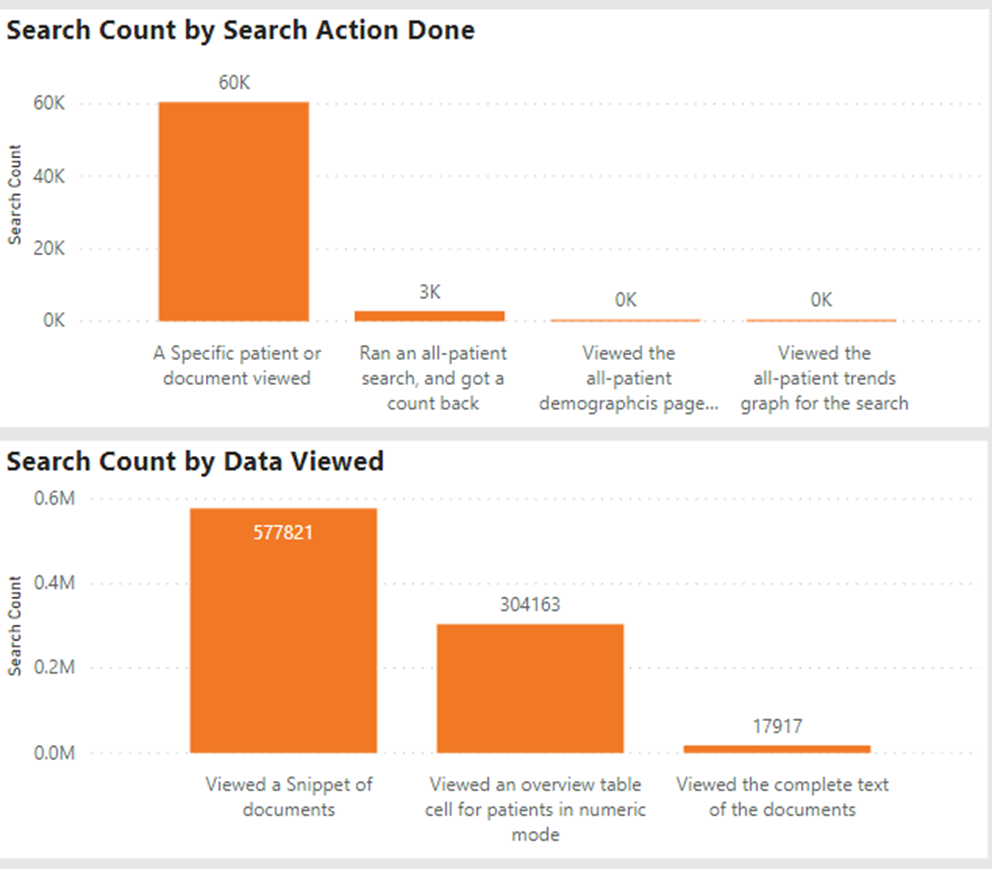 Search Count by Search Action Done
60K
60K
40K
20K
0K
Search Count
3K
0K
0K
A Specific patient or
document viewed
Ran an all-patient
search, and got a
count back
Viewed the
all-patient
demographcis page...
Viewed the
all-patient trends
graph for the search
Search Count by Data Viewed
0.6M
0.4M
0.2M
0.0M
Search Count
577821
304163
17917
Viewed a Snippet of
documents
Viewed an overview table
cell for patients in numeric
mode
Viewed the complete text
of the documents